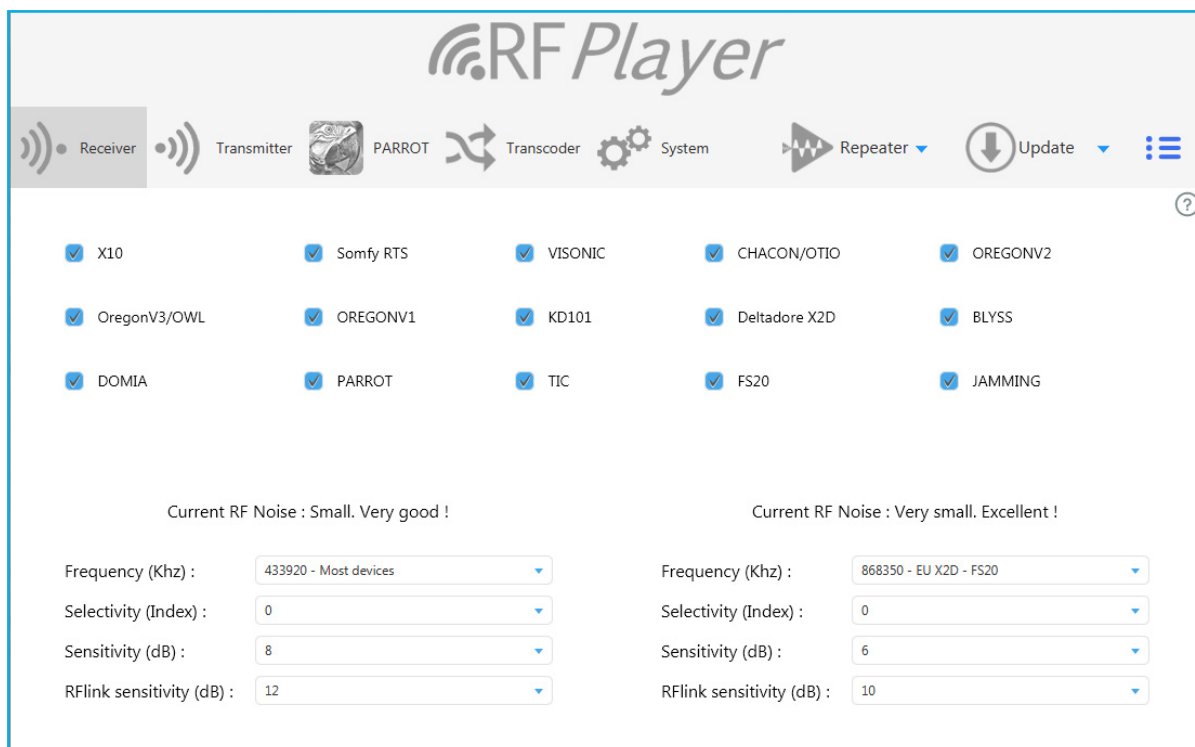 RF Player
Receiver Transmitter PARROT Transcoder System Repeater Update
?
X10 Somfy RTS VISONIC CHACON/OTIO OREGONV2
OregonV3/OWL OREGONV1 KD101 Deltadore X2D BLYSS
DOMIA PARROT TIC FS20 JAMMING
Current RF Noise : Small. Very good ! Current RF Noise : Very small. Excellent !
Frequency (Khz) : 433920 - Most devices Frequency (Khz) : 868350 - EU X2D - FS20
Selectivity (Index) : 0 Selectivity (Index) : 0
Sensitivity (dB) : 8 Sensitivity (dB) : 6
RFlink sensitivity (dB) : 12 RFlink sensitivity (dB) : 10